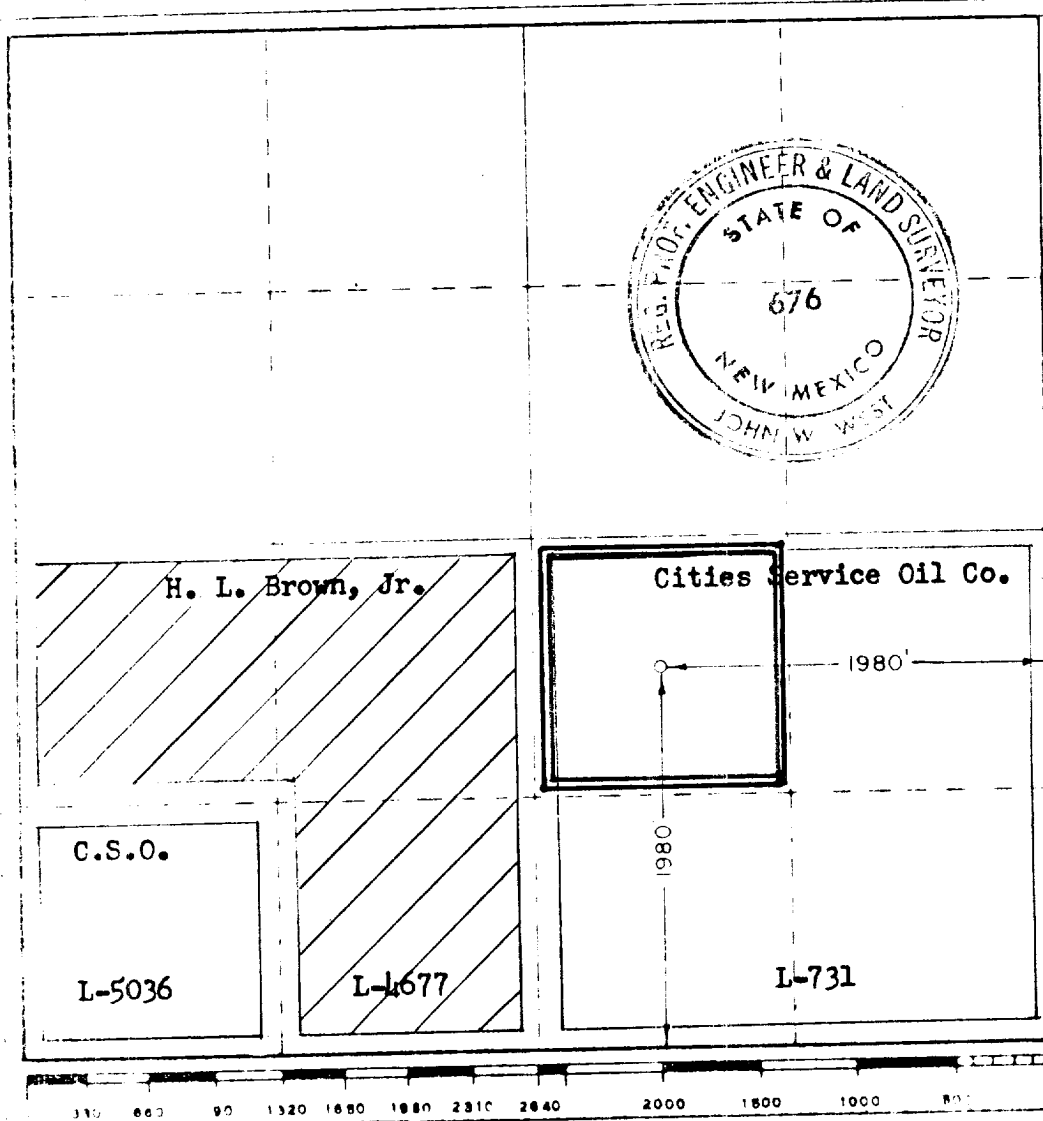 REG. PROF. ENGINEER & LAND SURVEYOR
STATE OF
676
NEW MEXICO
JOHN W. WEST
H. L. Brown, Jr.
Cities Service Oil Co.
1980'
1980
C.S.O.
L-5036
L-4677
L-731
330 660 90 1320 1650 1980 2310 2640 2000 1500 1000